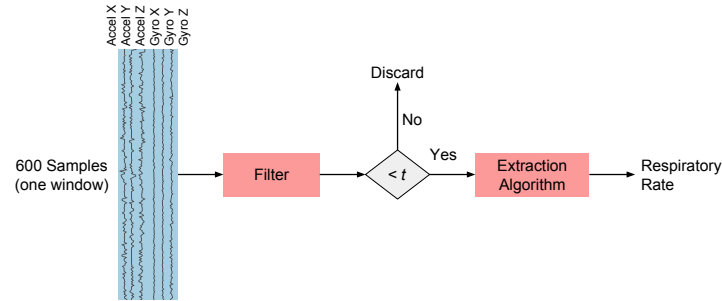 Accel X
Accel Y
Accel Z
Gyro X
Gyro Y
Gyro Z
600 Samples
(one window)
Filter
Discard
No
< t
Yes
Extraction
Algorithm
Respiratory
Rate